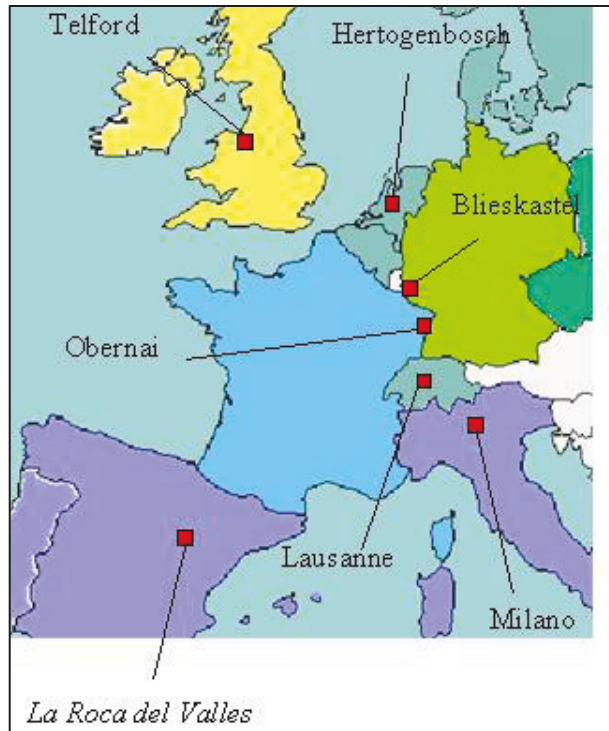 Telford
Hertogenbosch
Blieskastel
Obernai
Lausanne
Milano
La Roca del Valles